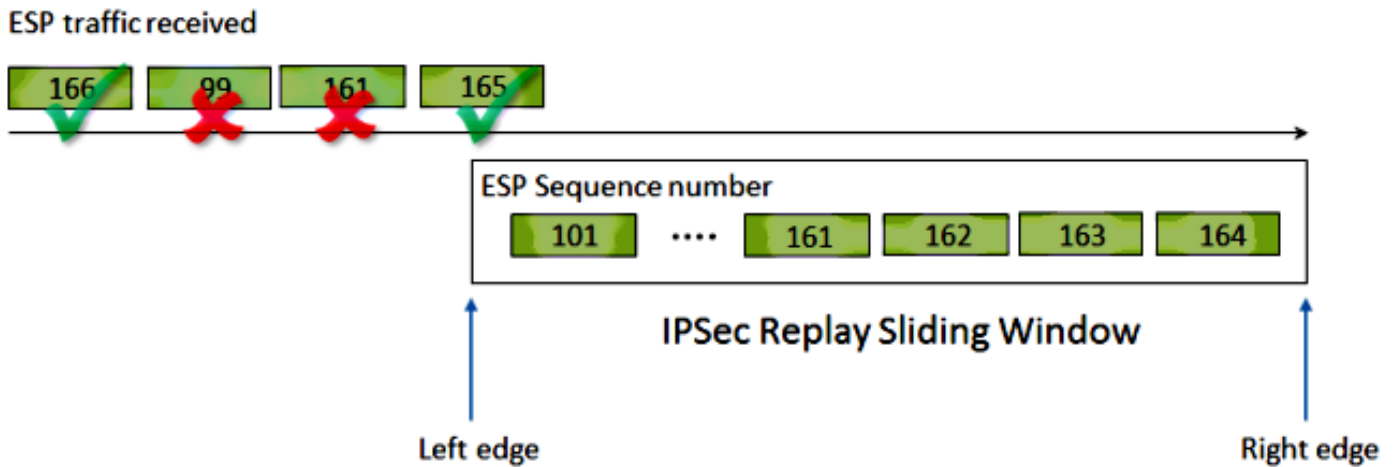 ESP traffic received
166 99 161 165
ESP Sequence number
101 .... 161 162 163 164
IPSec Replay Sliding Window
Left edge
Right edge